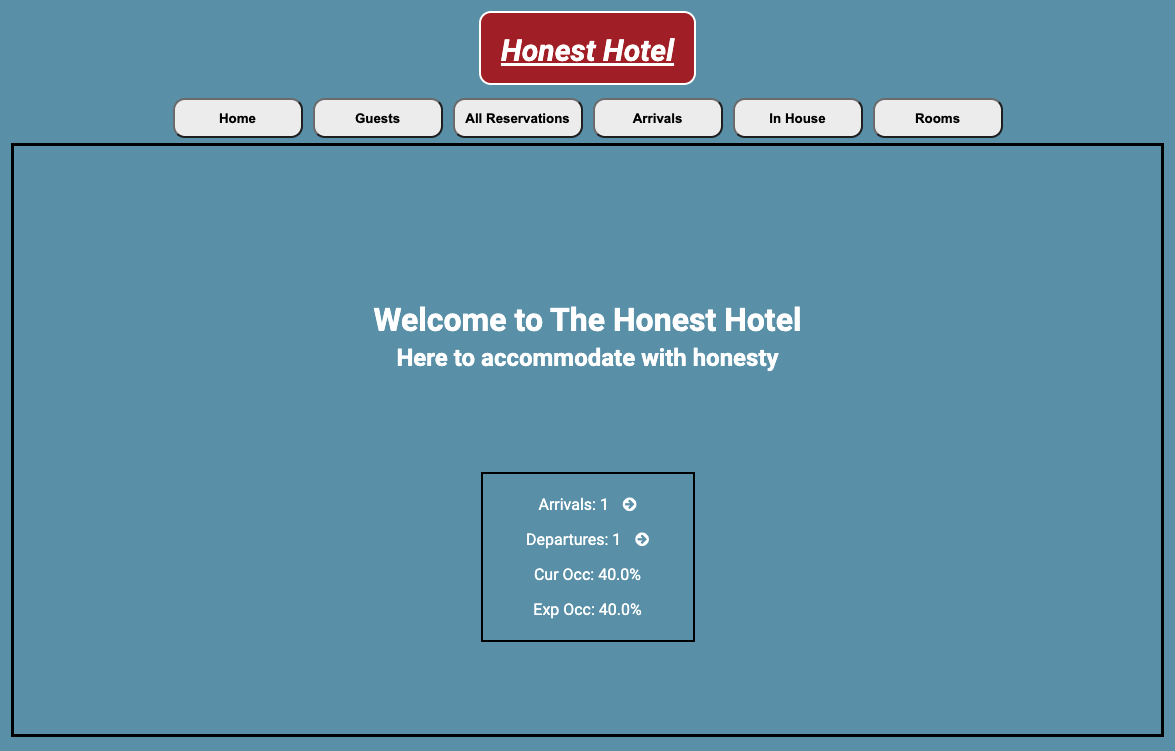 Honest Hotel
Home Guests All Reservations Arrivals In House Rooms
Welcome to The Honest Hotel
Here to accommodate with honesty
Arrivals: 1
Departures: 1
Cur Occ: 40.0%
Exp Occ: 40.0%